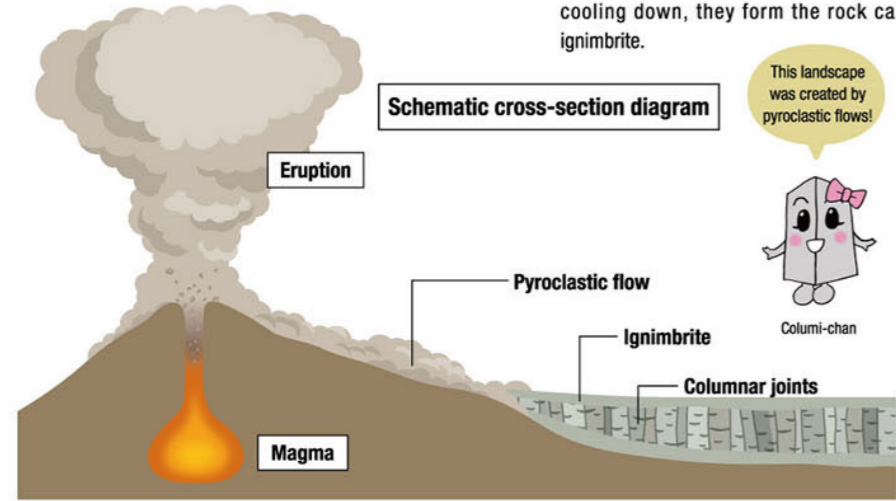 cooling down, they form the rock ca
ignimbrite.
This landscape
was created by
pyroclastic flows!
Schematic cross-section diagram
Eruption
Pyroclastic flow
Columi-chan
Ignimbrite
Columnar joints
Magma